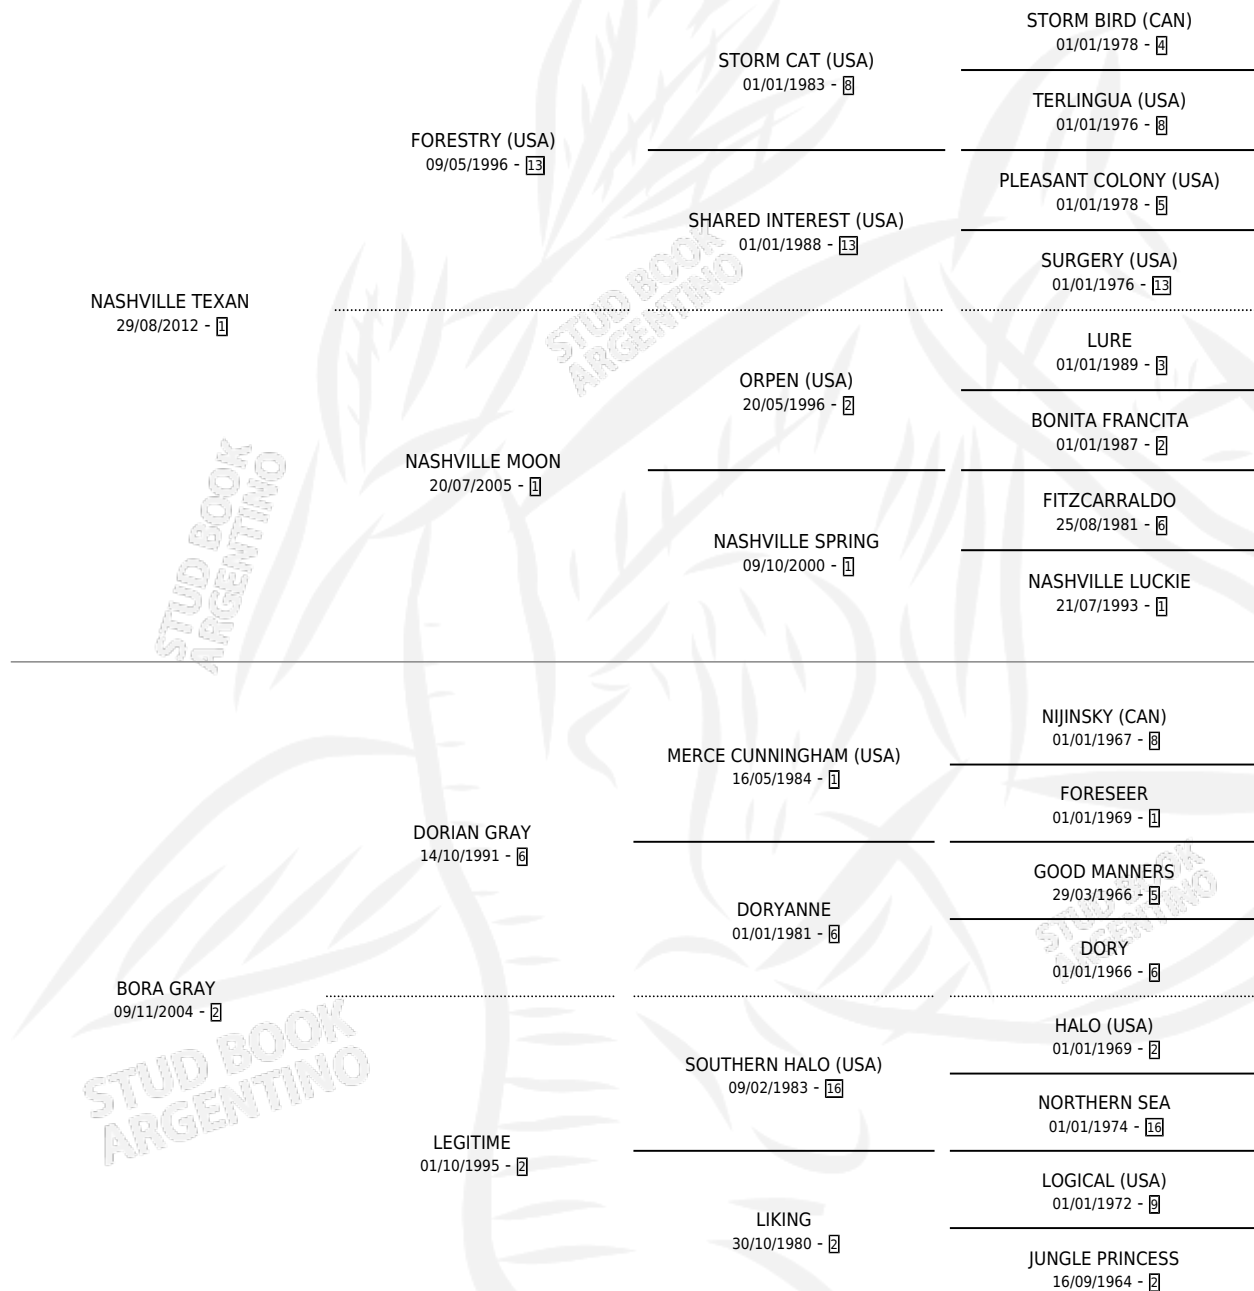 STORM BIRD (CAN)
01/01/1978 - 4
STORM CAT (USA)
01/01/1983 - 8
TERLINGUA (USA)
01/01/1976 - 8
FORESTRY (USA)
09/05/1996 - 13
PLEASANT COLONY (USA)
01/01/1978 - 5
SHARED INTEREST (USA)
01/01/1988 - 13
SURGERY (USA)
01/01/1976 - 13
NASHVILLE TEXAN
29/08/2012 - 1
LURE
01/01/1989 - 3
ORPEN (USA)
20/05/1996 - 2
BONITA FRANCITA
01/01/1987 - 2
NASHVILLE MOON
20/07/2005 - 1
FITZCARRALDO
25/08/1981 - 6
NASHVILLE SPRING
09/10/2000 - 1
NASHVILLE LUCKIE
21/07/1993 - 1
NIJINSKY (CAN)
01/01/1967 - 8
MERCE CUNNINGHAM (USA)
16/05/1984 - 1
FORESEER
01/01/1969 - 1
DORIAN GRAY
14/10/1991 - 6
GOOD MANNERS
29/03/1966 - 5
DORYANNE
01/01/1981 - 6
DORY
01/01/1966 - 6
BORA GRAY
09/11/2004 - 2
HALO (USA)
01/01/1969 - 2
SOUTHERN HALO (USA)
09/02/1983 - 16
NORTHERN SEA
01/01/1974 - 16
LEGITIME
01/10/1995 - 2
LOGICAL (USA)
01/01/1972 - 9
LIKING
30/10/1980 - 2
JUNGLE PRINCESS
16/09/1964 - 2
STUD BOOK
ARGENTINO
STUD BOOK
ARGENTINO
STUD BOOK
ARGENTINO
STUD BOOK
ARGENTINO